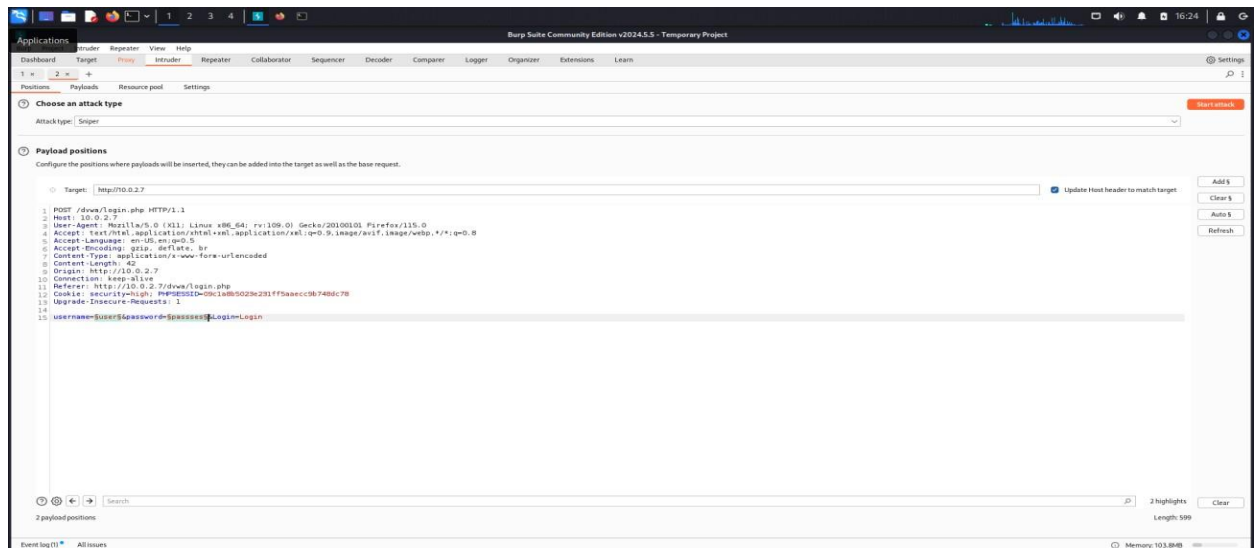 1 2 3 4
16:24
Applications
Burp Suite Community Edition v2024.5.5 - Temporary Project
Intruder Repeater View Help
Dashboard Target Proxy Intruder Repeater Collaborator Sequencer Decoder Comparer Logger Organizer Extensions Learn Settings
1 × 2 × +
Positions Payloads Resource pool Settings
Choose an attack type
Start attack
Attack type: Sniper
Payload positions
Configure the positions where payloads will be inserted, they can be added into the target as well as the base request.
Target: http://10.0.2.7
Update Host header to match target
Add §
Clear §
Auto §
Refresh
1 POST /dvwa/login.php HTTP/1.1
2 Host: 10.0.2.7
3 User-Agent: Mozilla/5.0 (X11; Linux x86_64; rv:109.0) Gecko/20100101 Firefox/115.0
4 Accept: text/html,application/xhtml+xml,application/xml;q=0.9,image/avif,image/webp,*/*;q=0.8
5 Accept-Language: en-US,en;q=0.5
6 Accept-Encoding: gzip, deflate, br
7 Content-Type: application/x-www-form-urlencoded
8 Content-Length: 42
9 Origin: http://10.0.2.7
10 Connection: keep-alive
11 Referer: http://10.0.2.7/dvwa/login.php
12 Cookie: security=high; PHPSESSID=09c1a8b5023e231ff5aaecc9b748dc78
13 Upgrade-Insecure-Requests: 1
14
15 username=§user§&password=§passses§&Login=Login
Search
2 highlights
Clear
2 payload positions
Length: 599
Event log (1) All issues
Memory: 103.8MB